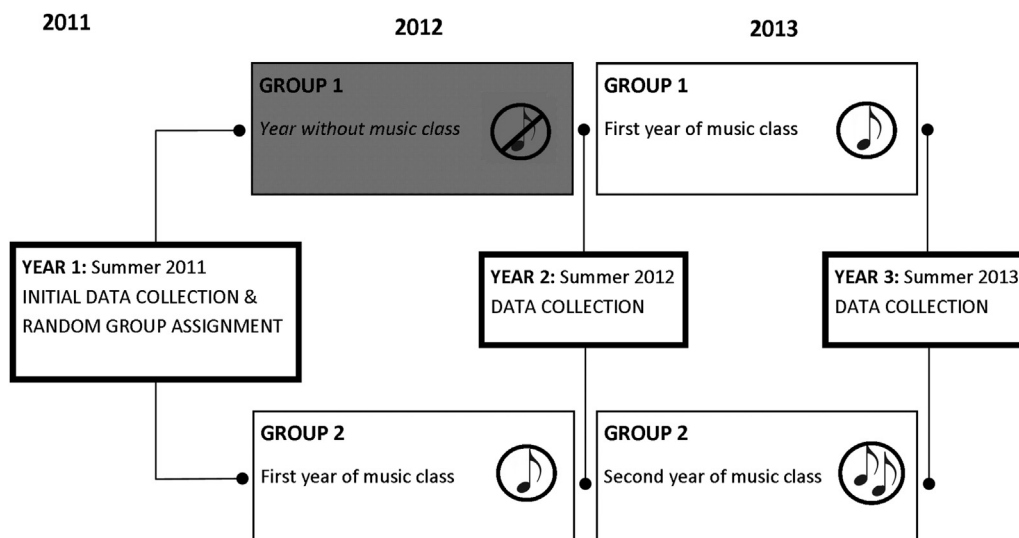 2011
2012
2013
GROUP 1
Year without music class
GROUP 1
First year of music class
YEAR 1: Summer 2011
INITIAL DATA COLLECTION &
RANDOM GROUP ASSIGNMENT
YEAR 2: Summer 2012
DATA COLLECTION
YEAR 3: Summer 2013
DATA COLLECTION
GROUP 2
First year of music class
GROUP 2
Second year of music class